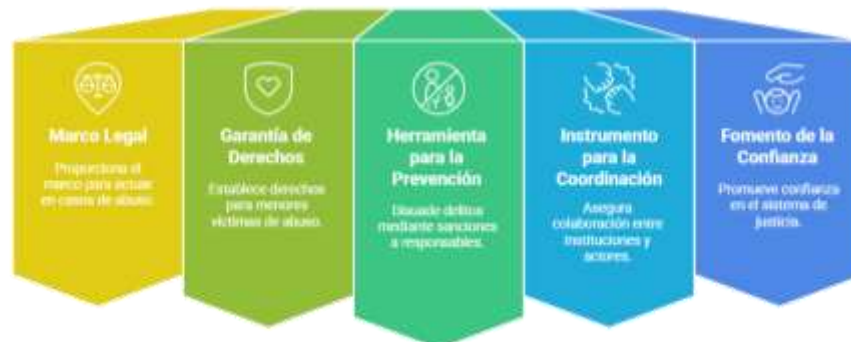 Marco Legal
Proporciona el
marco para actuar
en casos de abuso.
Garantía de
Derechos
Establece derechos
para menores
víctimas de abuso.
Herramienta
para la
Prevención
Disuade delitos
mediante sanciones
a responsables.
Instrumento
para la
Coordinación
Asegura
colaboración entre
instituciones y
actores.
Fomento de la
Confianza
Promueve confianza
en el sistema de
justicia.